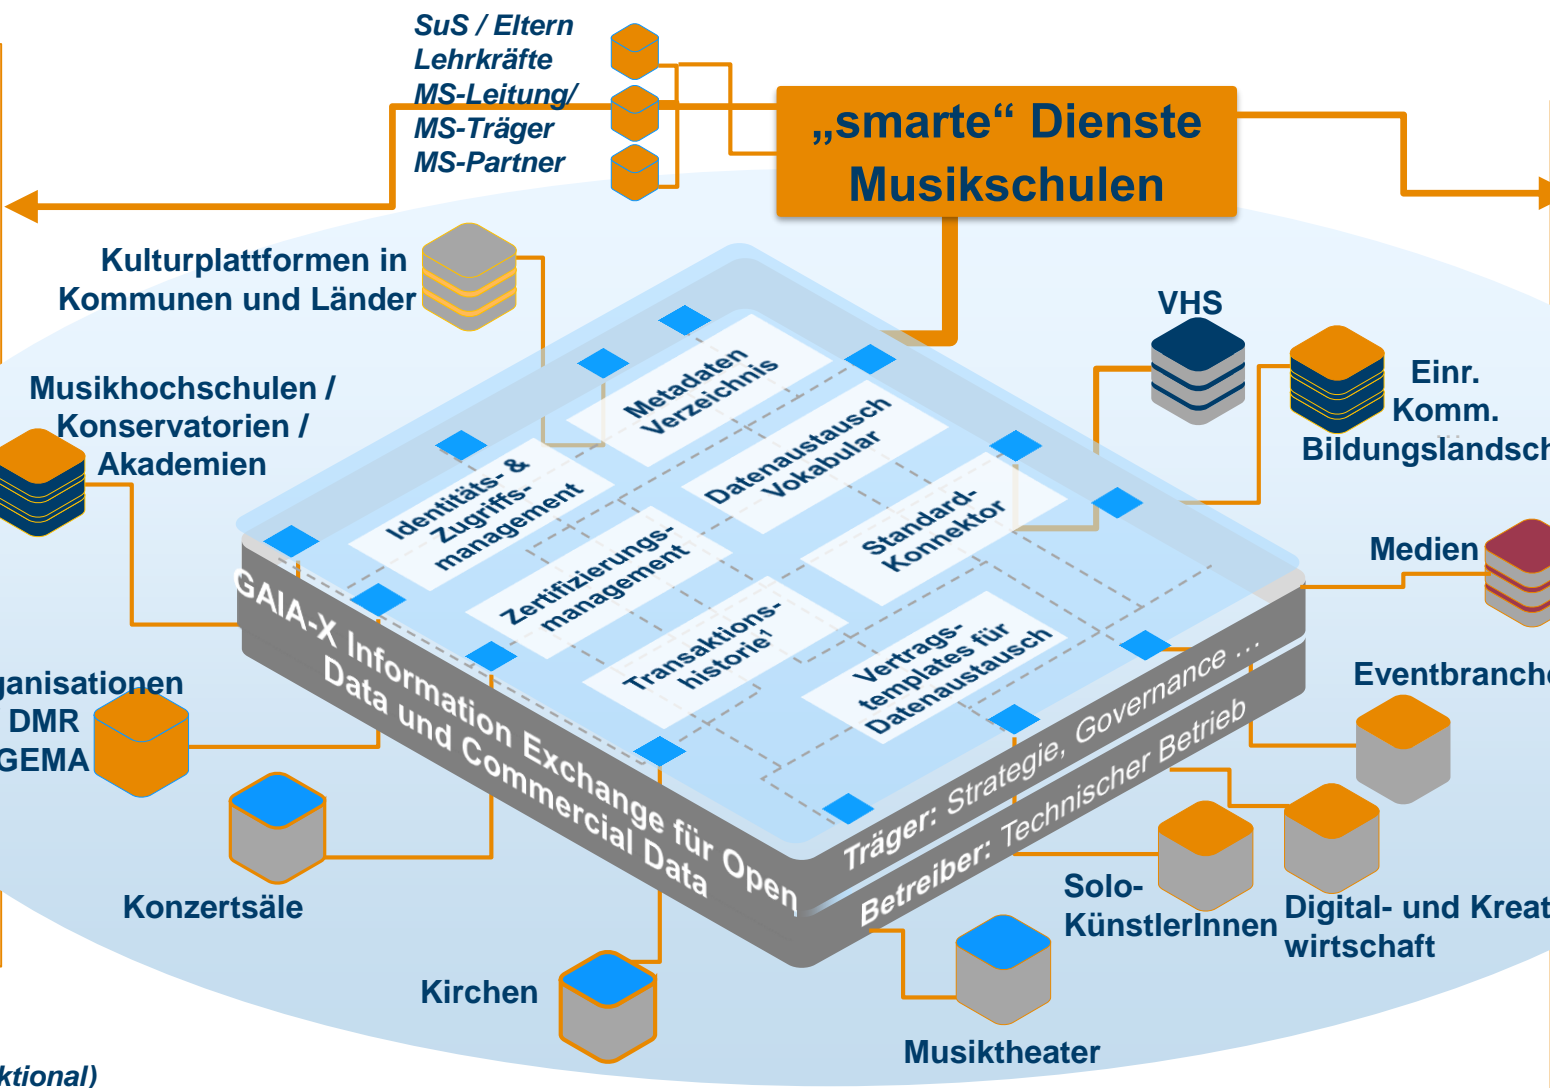 SuS / Eltern
Lehrkräfte
MS-Leitung/
MS-Träger
MS-Partner
„smarte“ Dienste
Musikschulen
Kulturplattformen in
Kommunen und Länder
VHS
Einr.
Komm.
...
Bildungslandsch
Musikhochschulen /
Konservatorien /
Akademien
Metadaten
Verzeichnis
Datenaustausch
Vokabular
Identitäts- &
Zugriffs-
management
Standard-
Konnektor
Zertifizierungs-
management
Transaktions-
historie¹
Vertrags-
templates für
Datenaustausch
Medien
GAIA-X Information Exchange für Open
Data und Commercial Data
Träger: Strategie, Governance ...
Betreiber: Technischer Betrieb
ganisationen
DMR
GEMA
Eventbranche
Konzertsäle
Solo-
KünstlerInnen
Digital- und Kreat
wirtschaft
Kirchen
Musiktheater
ktional)